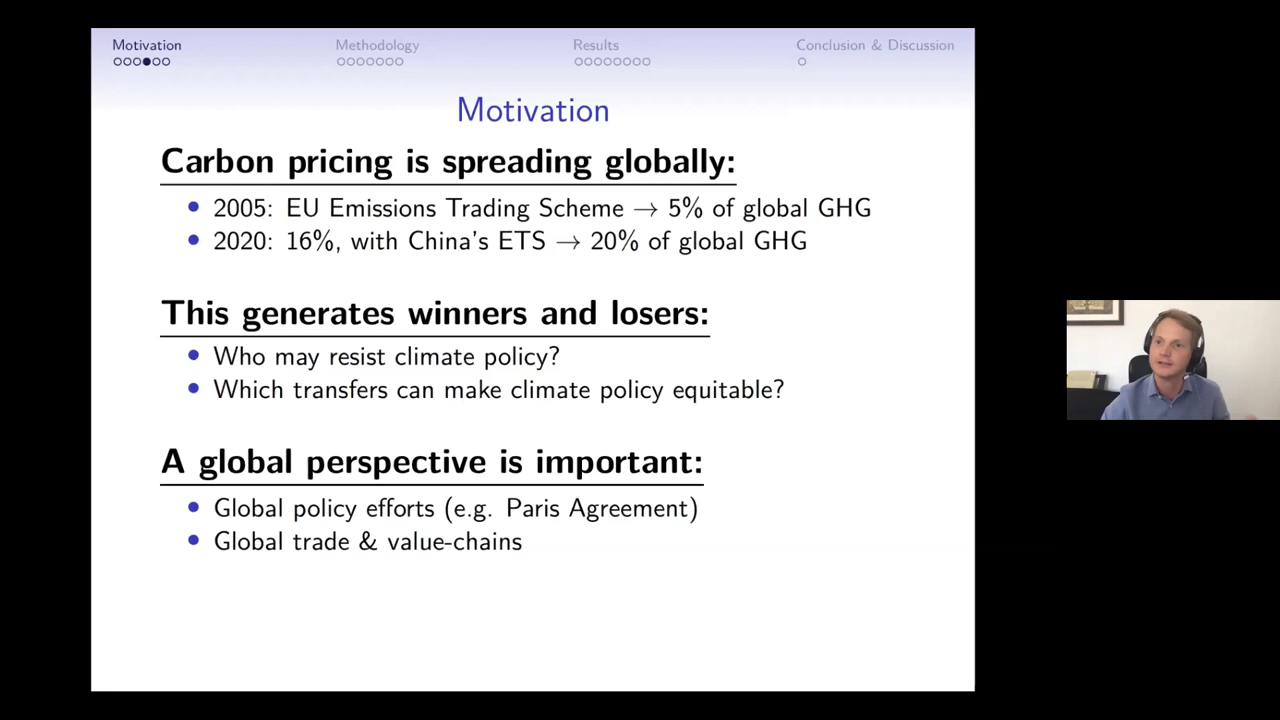 Motivation
Methodology
Results
Conclusion & Discussion
Motivation
Carbon pricing is spreading globally:
• 2005: EU Emissions Trading Scheme → 5% of global GHG
• 2020: 16%, with China's ETS → 20% of global GHG
This generates winners and losers:
• Who may resist climate policy?
• Which transfers can make climate policy equitable?
A global perspective is important:
• Global policy efforts (e.g. Paris Agreement)
• Global trade & value-chains